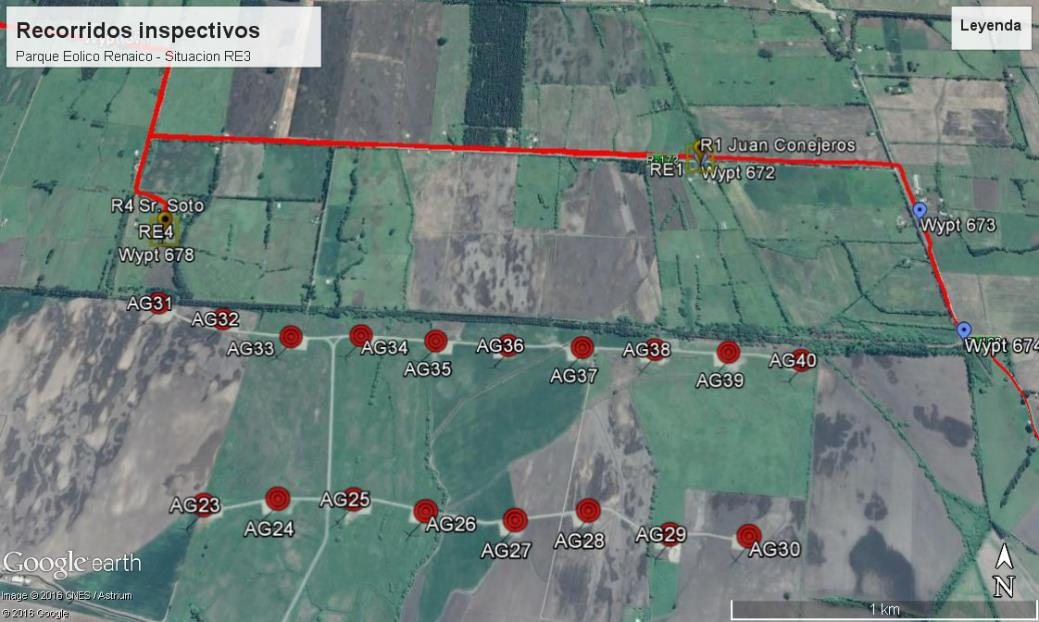 Recorridos inspectivos
Parque Eolico Renaico - Situacion RE3
Leyenda
R1 Juan Conejeros
RE1
Wypt 672
R4 Sr. Soto
RE4
Wypt 678
Wypt 673
Wypt 674
AG31
AG32
AG33
AG34
AG35
AG36
AG37
AG38
AG39
AG40
AG23
AG24
AG25
AG26
AG27
AG28
AG29
AG30
Google earth
Image © 2016 CNES / Astrium
© 2016 Google
N
1 km